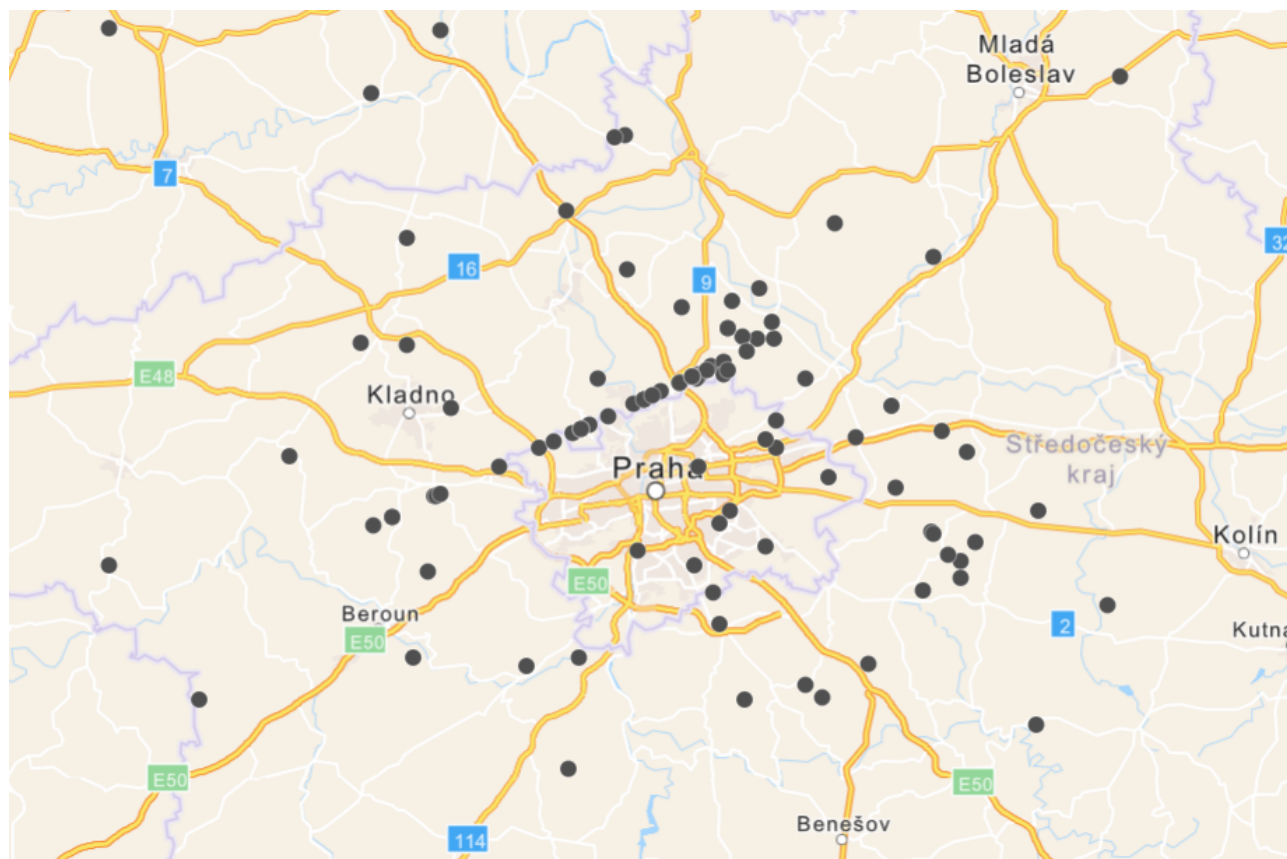 Mladá
Boleslav
7
32
16
9
E48
Kladno
Středočeský
kraj
Praha
Kolín
E50
Beroun
2
E50
E50
E50
Benešov
114